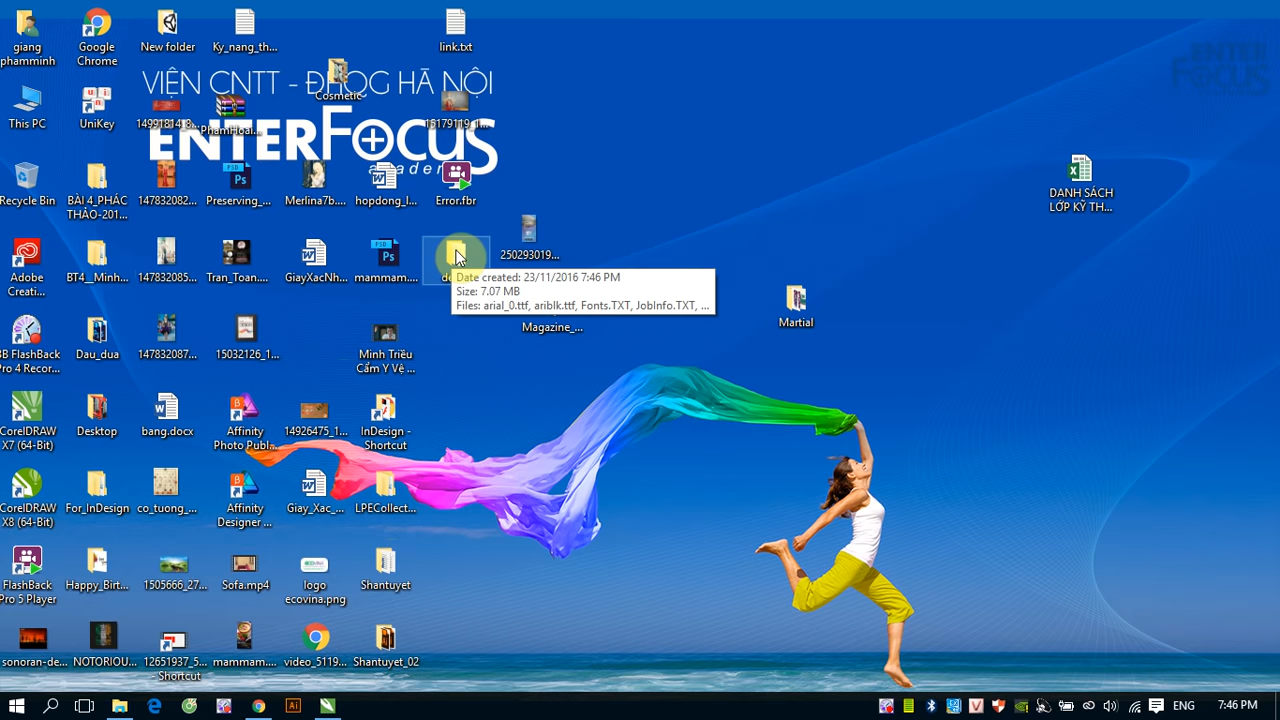 giang
phamminh
Google
Chrome
New folder
Ky_nang_th...
link.txt
VIỆN CNTT - ĐHQG HÀ NỘI
ENTERFOCUS
ENTER
FOCUS
Cosmetic
This PC
UniKey
PhamHoai...
Recycle Bin
BÀI 4_PHÁC
THẢO-201...
147832082...
Preserving_...
Merlina7b....
hopdong_I...
Error.fbr
DANH SÁCH
LỚP KỸ TH...
Adobe
Creati...
BT4__Minh...
147832085...
Tran_Toan....
GiayXacNh...
mammam....
250293019...
Date created: 23/11/2016 7:46 PM
Size: 7.07 MB
Files: arial_0.ttf, ariblk.ttf, Fonts.TXT, JobInfo.TXT, ...
Magazine_...
Martial
BB FlashBack
Pro 4 Recor...
Dau_dua
147832087...
15032126_1...
Minh Triều
Cẩm Y Vệ ...
CorelDRAW
X7 (64-Bit)
Desktop
bang.docx
Affinity
Photo Publ...
14926475_1...
InDesign -
Shortcut
CorelDRAW
X8 (64-Bit)
For_InDesign
co_tuong_...
Affinity
Designer ...
Giay_Xac_...
LPECollect...
FlashBack
Pro 5 Player
Happy_Birt...
1505666_27...
Sofa.mp4
logo
ecovina.png
Shantuyet
sonoran-de...
NOTORIOU...
12651937_5...
- Shortcut
mammam....
video_5119...
Shantuyet_02
ENG
7:46 PM